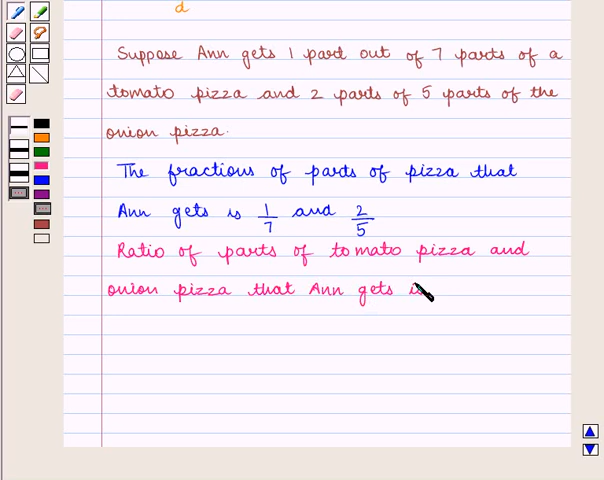 d
Suppose Ann gets 1 part out of 7 parts of a
tomato pizza and 2 parts of 5 parts of the
onion pizza.
The fractions of parts of pizza that
Ann gets is 1/7 and 2/5
Ratio of parts of tomato pizza and
onion pizza that Ann gets is